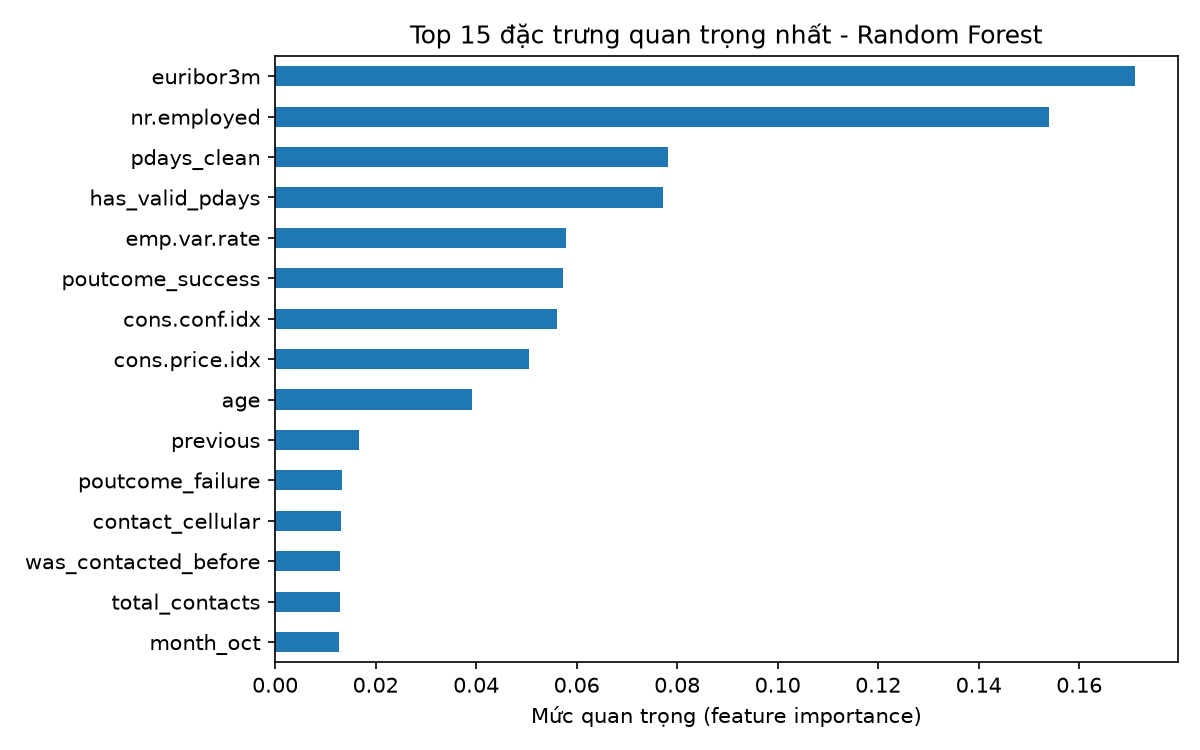 Top 15 đặc trưng quan trọng nhất - Random Forest
euribor3m
nr.employed
pdays_clean
has_valid_pdays
emp.var.rate
poutcome_success
cons.conf.idx
cons.price.idx
age
previous
poutcome_failure
contact_cellular
was_contacted_before
total_contacts
month_oct
0.00 0.02 0.04 0.06 0.08 0.10 0.12 0.14 0.16
Mức quan trọng (feature importance)